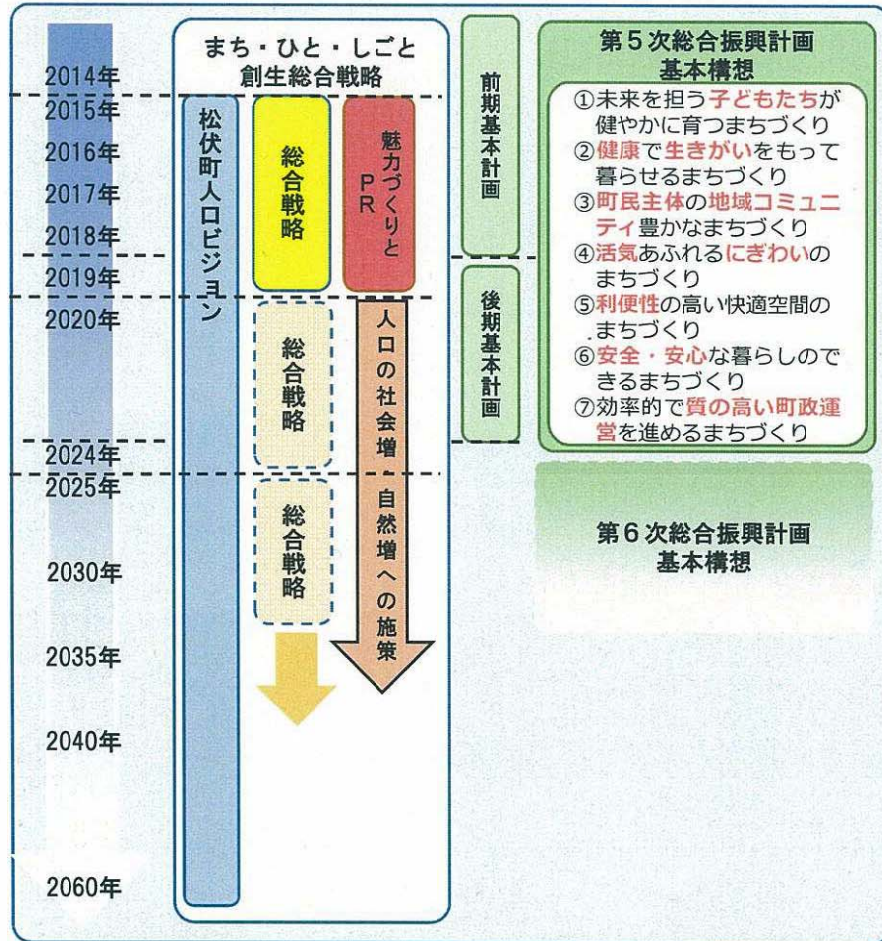 2014年
2015年
2016年
2017年
2018年
2019年
2020年
2024年
2025年
2030年
2035年
2040年
2060年
まち・ひと・しごと
創生総合戦略
松伏町人口ビジョン
総合戦略
魅力づくりと
PR
総合戦略
総合戦略
人口の社会増・自然増への施策
前期基本計画
後期基本計画
第5次総合振興計画
基本構想
①未来を担う子どもたちが
健やかに育つまちづくり
②健康で生きがいをもって
暮らせるまちづくり
③町民主体の地域コミュニ
ティ豊かなまちづくり
④活気あふれるにぎわいの
まちづくり
⑤利便性の高い快適空間の
まちづくり
⑥安全・安心な暮らしので
きるまちづくり
⑦効率的で質の高い町政運
営を進めるまちづくり
第6次総合振興計画
基本構想